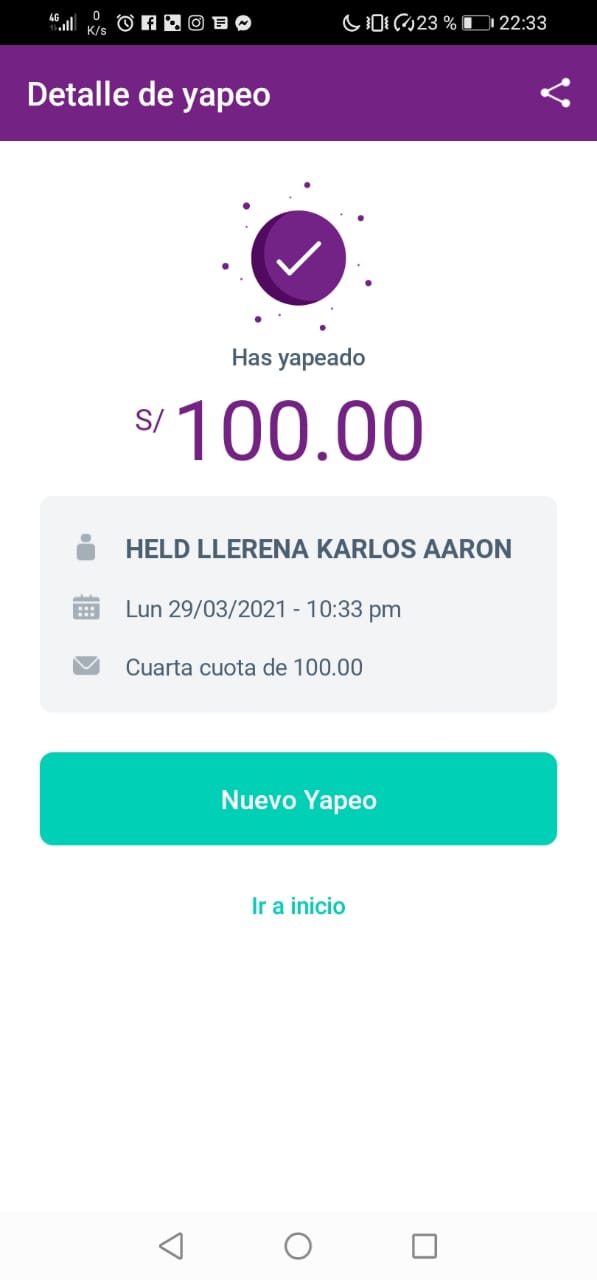 4G 0 K/s 23 % 22:33
Detalle de yapeo
Has yapeado
S/ 100.00
HELD LLERENA KARLOS AARON
Lun 29/03/2021 - 10:33 pm
Cuarta cuota de 100.00
Nuevo Yapeo
Ir a inicio